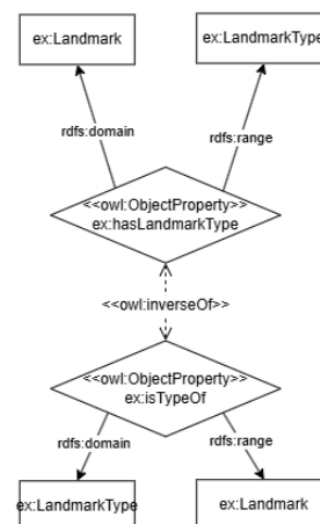 ex:Landmark
ex:LandmarkType
rdfs:domain
rdfs:range
<<owl:ObjectProperty>>
ex:hasLandmarkType
<<owl:inverseOf>>
<<owl:ObjectProperty>>
ex:isTypeOf
rdfs:domain
rdfs:range
ex:LandmarkType
ex:Landmark